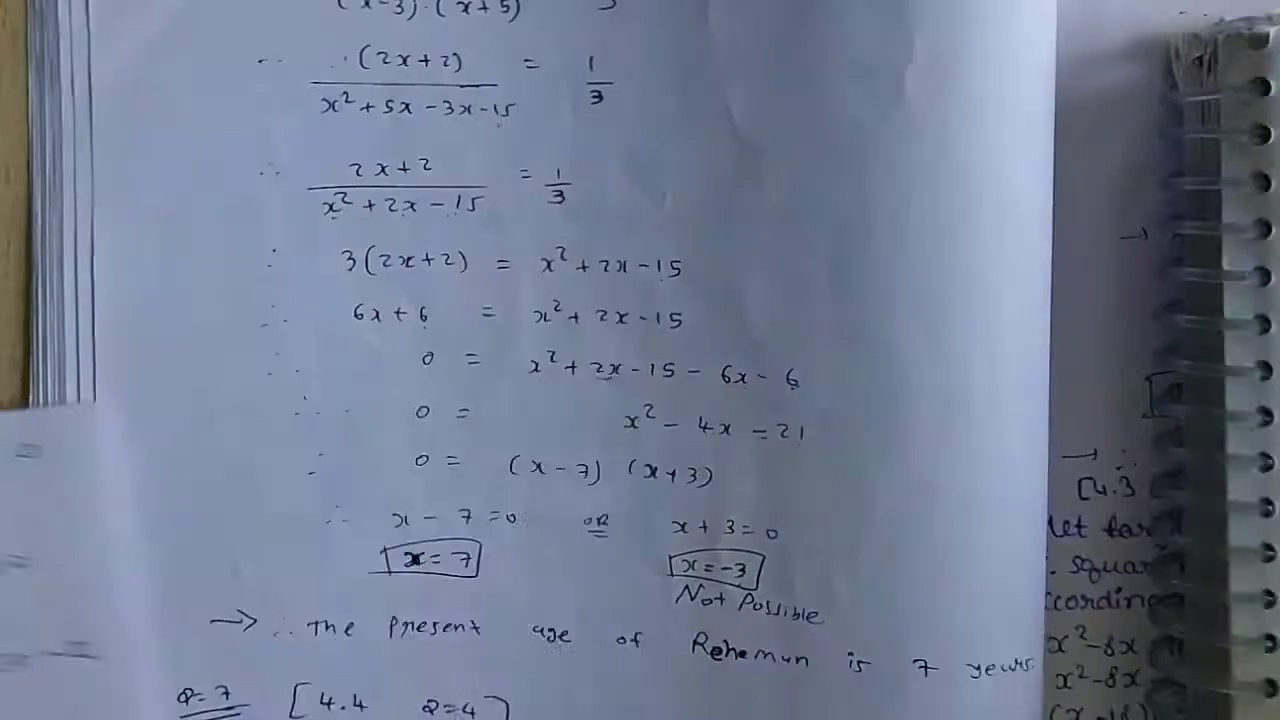 (x-3).(x+5) 3
∴ (2x+2) / x²+5x-3x-15 = 1/3
∴ 2x+2 / x²+2x-15 = 1/3
∴ 3(2x+2) = x²+2x-15
∴ 6x+6 = x²+2x-15
∴ 0 = x²+2x-15-6x-6
∴ 0 = x²-4x=21
∴ 0 = (x-7) (x+3)
∴ x-7=0 OR x+3=0
x=7 x=-3
Not Possible
→ ∴ The present age of Reheman is 7 years.
Q=7 [4.4 Q=4]
→
→ ∴
[4.3
let
squar
x²-8x
x²-8x